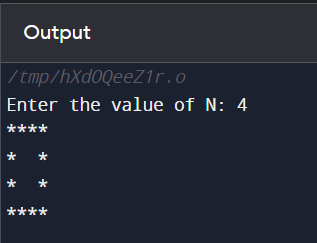 Output
/tmp/hXdOQeeZ1r.o
Enter the value of N: 4
****
*  *
*  *
****